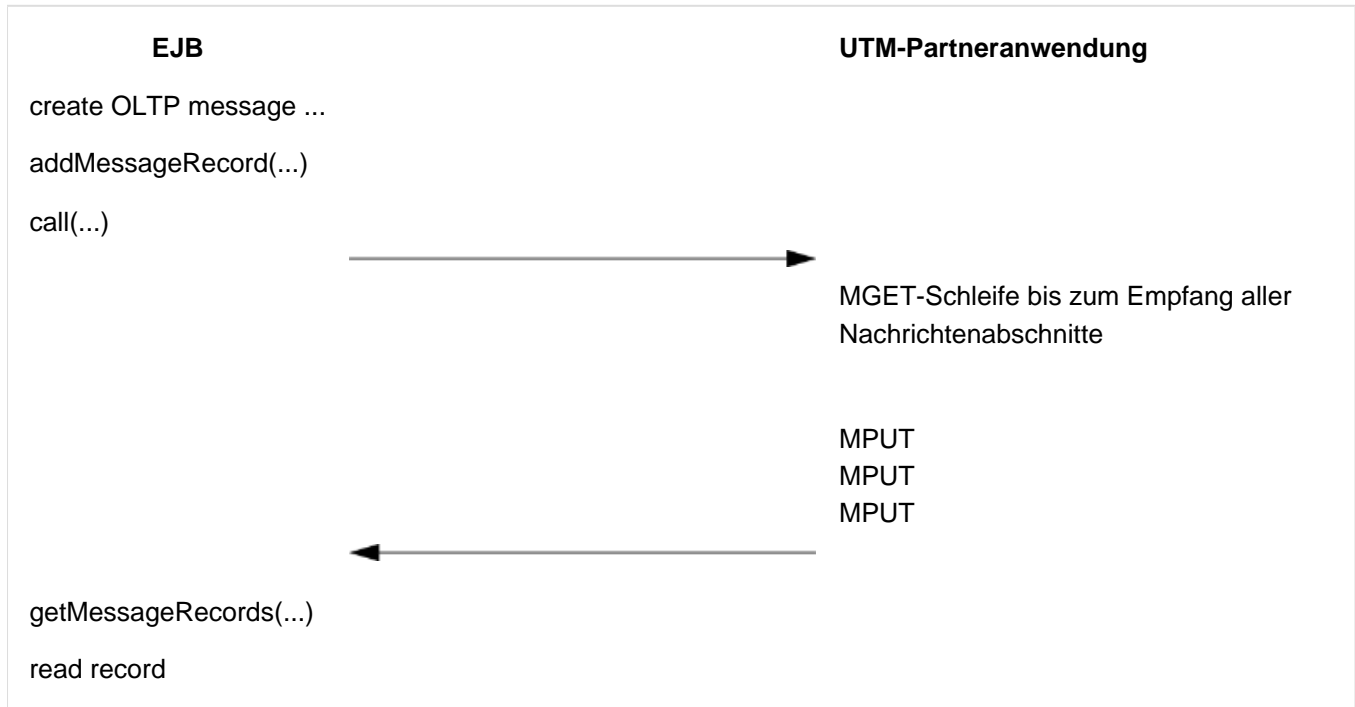 EJB
UTM-Partneranwendung
create OLTP message ...
addMessageRecord(...)
call(...)
MGET-Schleife bis zum Empfang aller
Nachrichtenabschnitte
MPUT
MPUT
MPUT
getMessageRecords(...)
read record